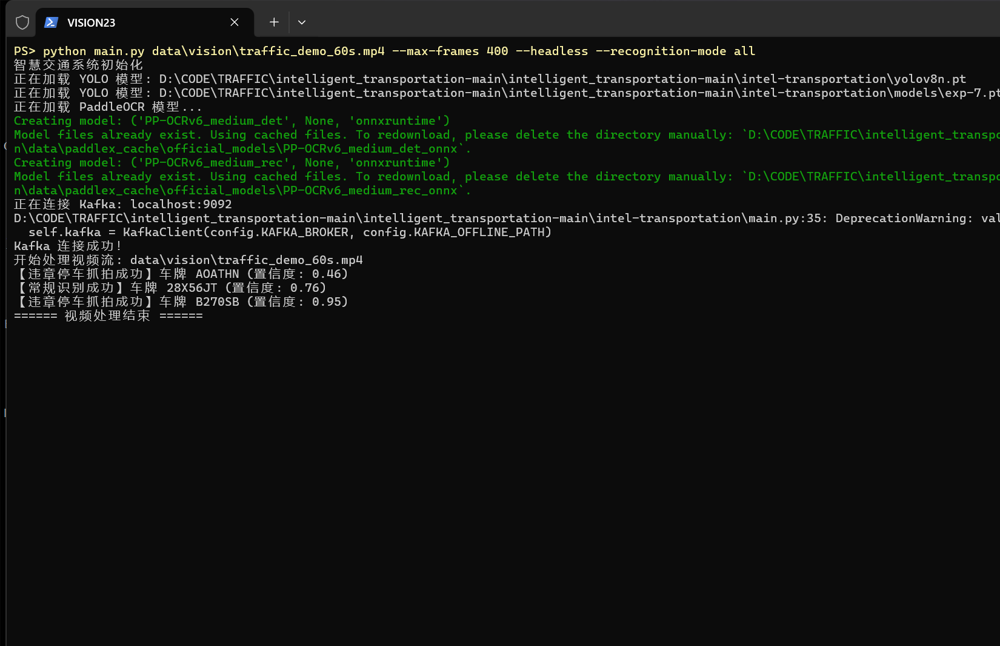 VISION23
PS> python main.py data\vision\traffic_demo_60s.mp4 --max-frames 400 --headless --recognition-mode all
智慧交通系统初始化
正在加载 YOLO 模型: D:\CODE\TRAFFIC\intelligent_transportation-main\intelligent_transportation-main\intel-transportation\yolov8n.pt
正在加载 YOLO 模型: D:\CODE\TRAFFIC\intelligent_transportation-main\intelligent_transportation-main\intel-transportation\models\exp-7.pt
正在加载 PaddleOCR 模型...
Creating model: ('PP-OCRv6_medium_det', None, 'onnxruntime')
Model files already exist. Using cached files. To redownload, please delete the directory manually: `D:\CODE\TRAFFIC\intelligent_transpo
n\data\paddlex_cache\official_models\PP-OCRv6_medium_det_onnx`.
Creating model: ('PP-OCRv6_medium_rec', None, 'onnxruntime')
Model files already exist. Using cached files. To redownload, please delete the directory manually: `D:\CODE\TRAFFIC\intelligent_transpo
n\data\paddlex_cache\official_models\PP-OCRv6_medium_rec_onnx`.
正在连接 Kafka: localhost:9092
D:\CODE\TRAFFIC\intelligent_transportation-main\intelligent_transportation-main\intel-transportation\main.py:35: DeprecationWarning: val
self.kafka = KafkaClient(config.KAFKA_BROKER, config.KAFKA_OFFLINE_PATH)
Kafka 连接成功!
开始处理视频流: data\vision\traffic_demo_60s.mp4
【违章停车抓拍成功】车牌 AOATHN (置信度: 0.46)
【常规识别成功】车牌 28X56JT (置信度: 0.76)
【违章停车抓拍成功】车牌 B270SB (置信度: 0.95)
====== 视频处理结束 ======